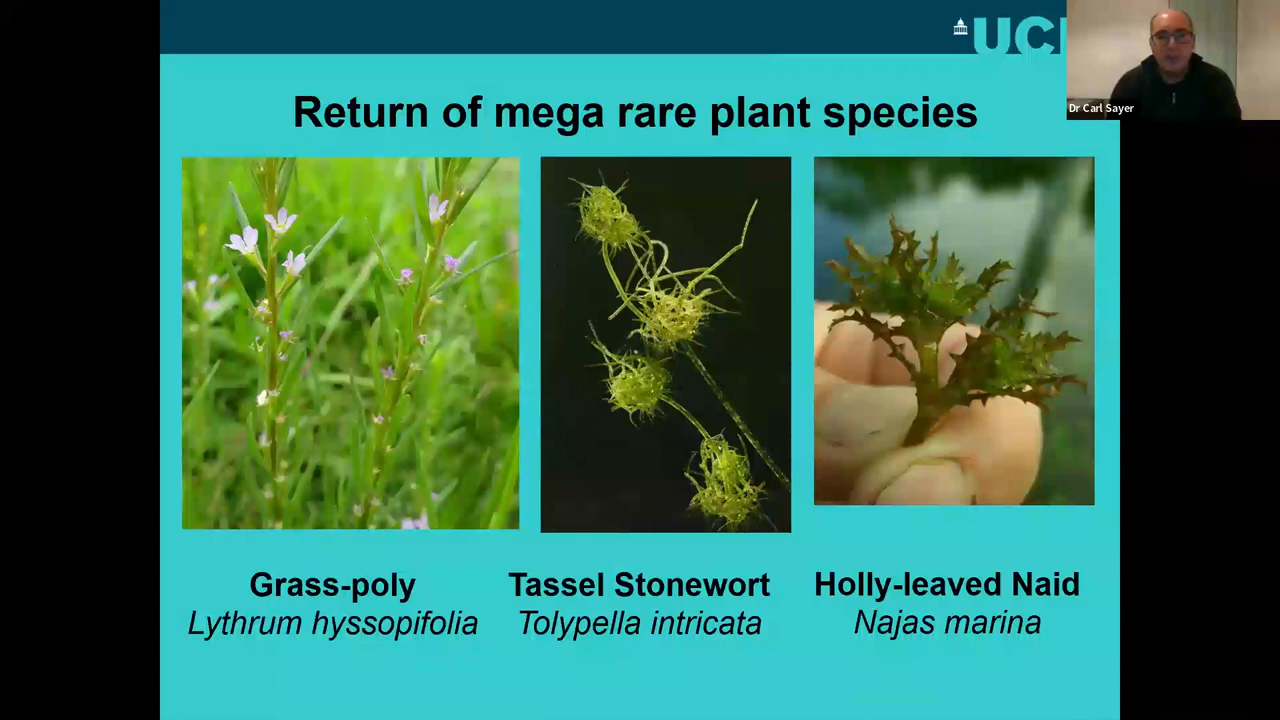 UCL
Dr Carl Sayer
Return of mega rare plant species
Grass-poly
Lythrum hyssopifolia
Tassel Stonewort
Tolypella intricata
Holly-leaved Naid
Najas marina